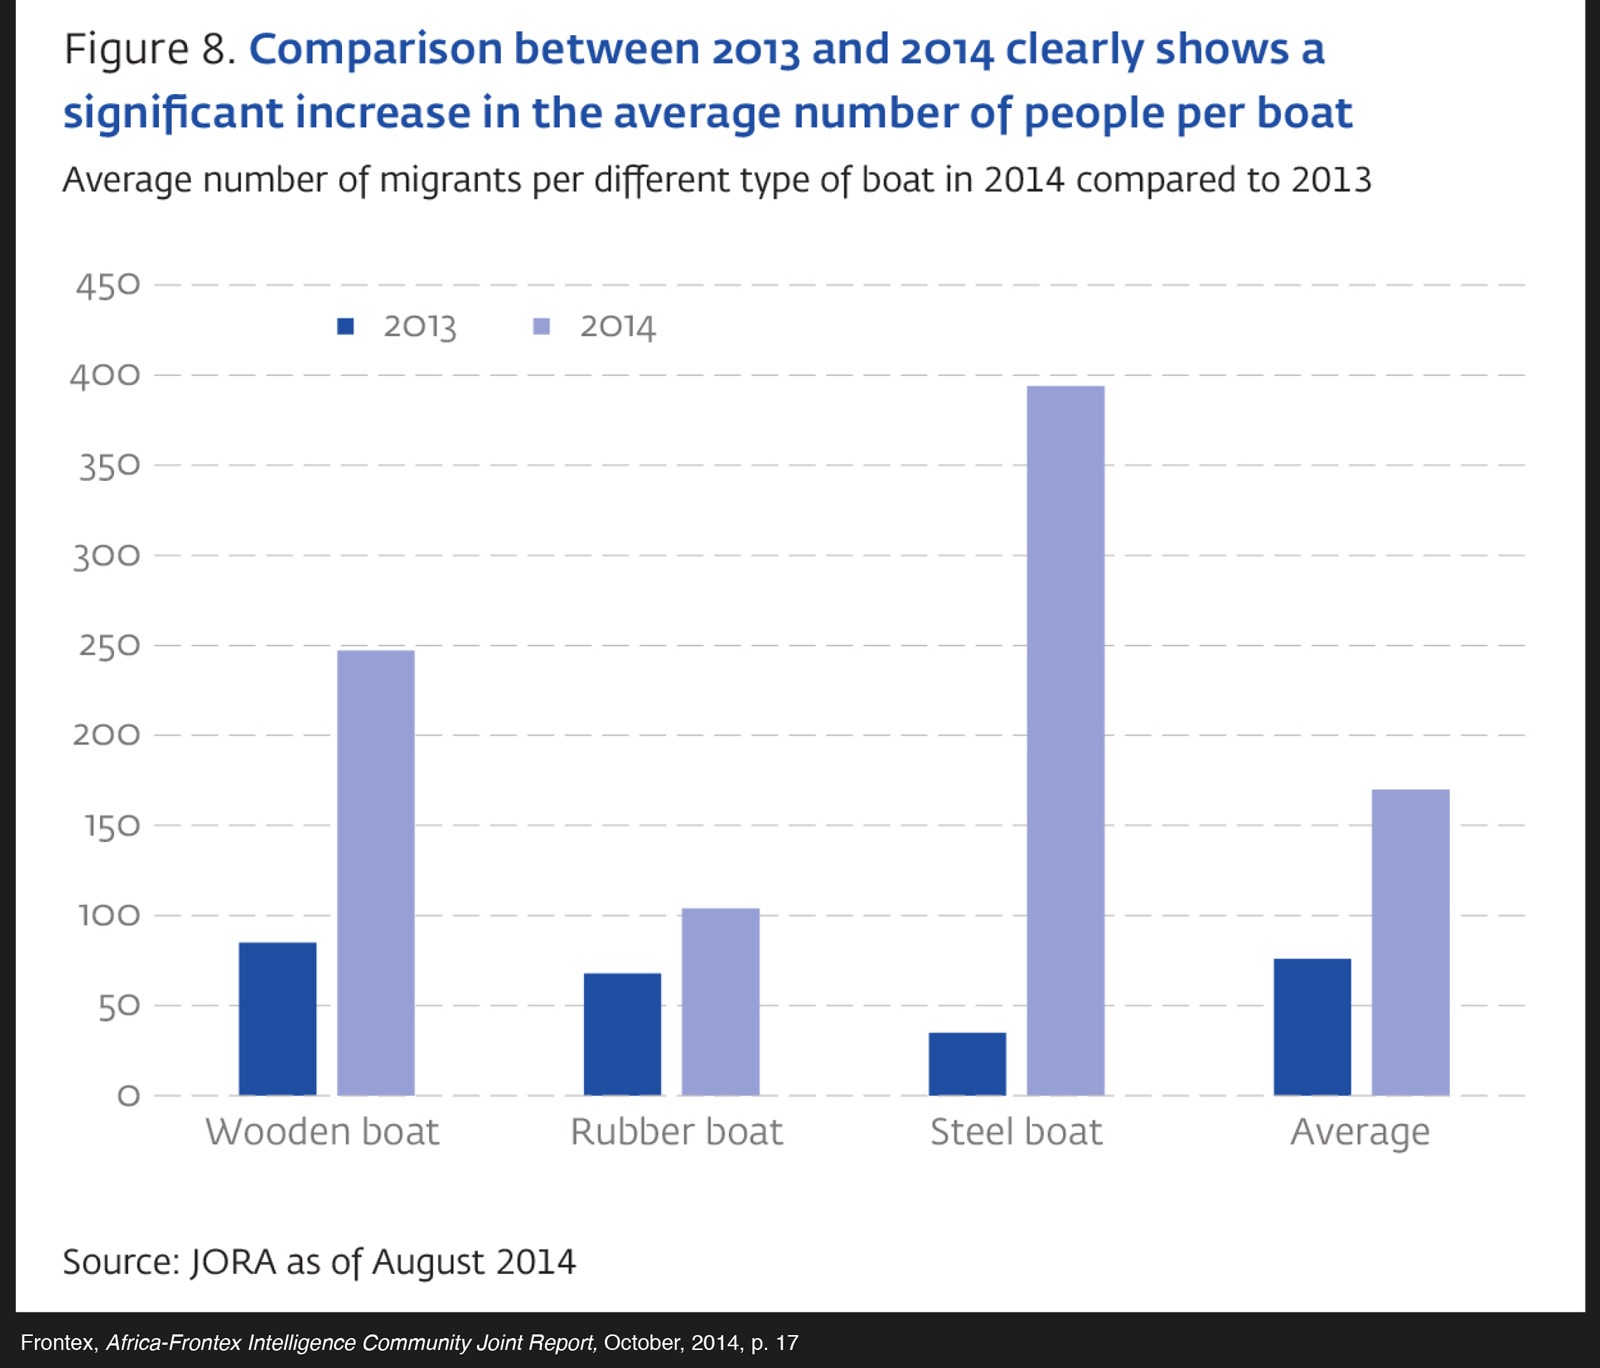 Figure 8. Comparison between 2013 and 2014 clearly shows a
significant increase in the average number of people per boat
Average number of migrants per different type of boat in 2014 compared to 2013
450
2013 2014
400
350
300
250
200
150
100
50
0
Wooden boat Rubber boat Steel boat Average
Source: JORA as of August 2014
Frontex, Africa-Frontex Intelligence Community Joint Report, October, 2014, p. 17